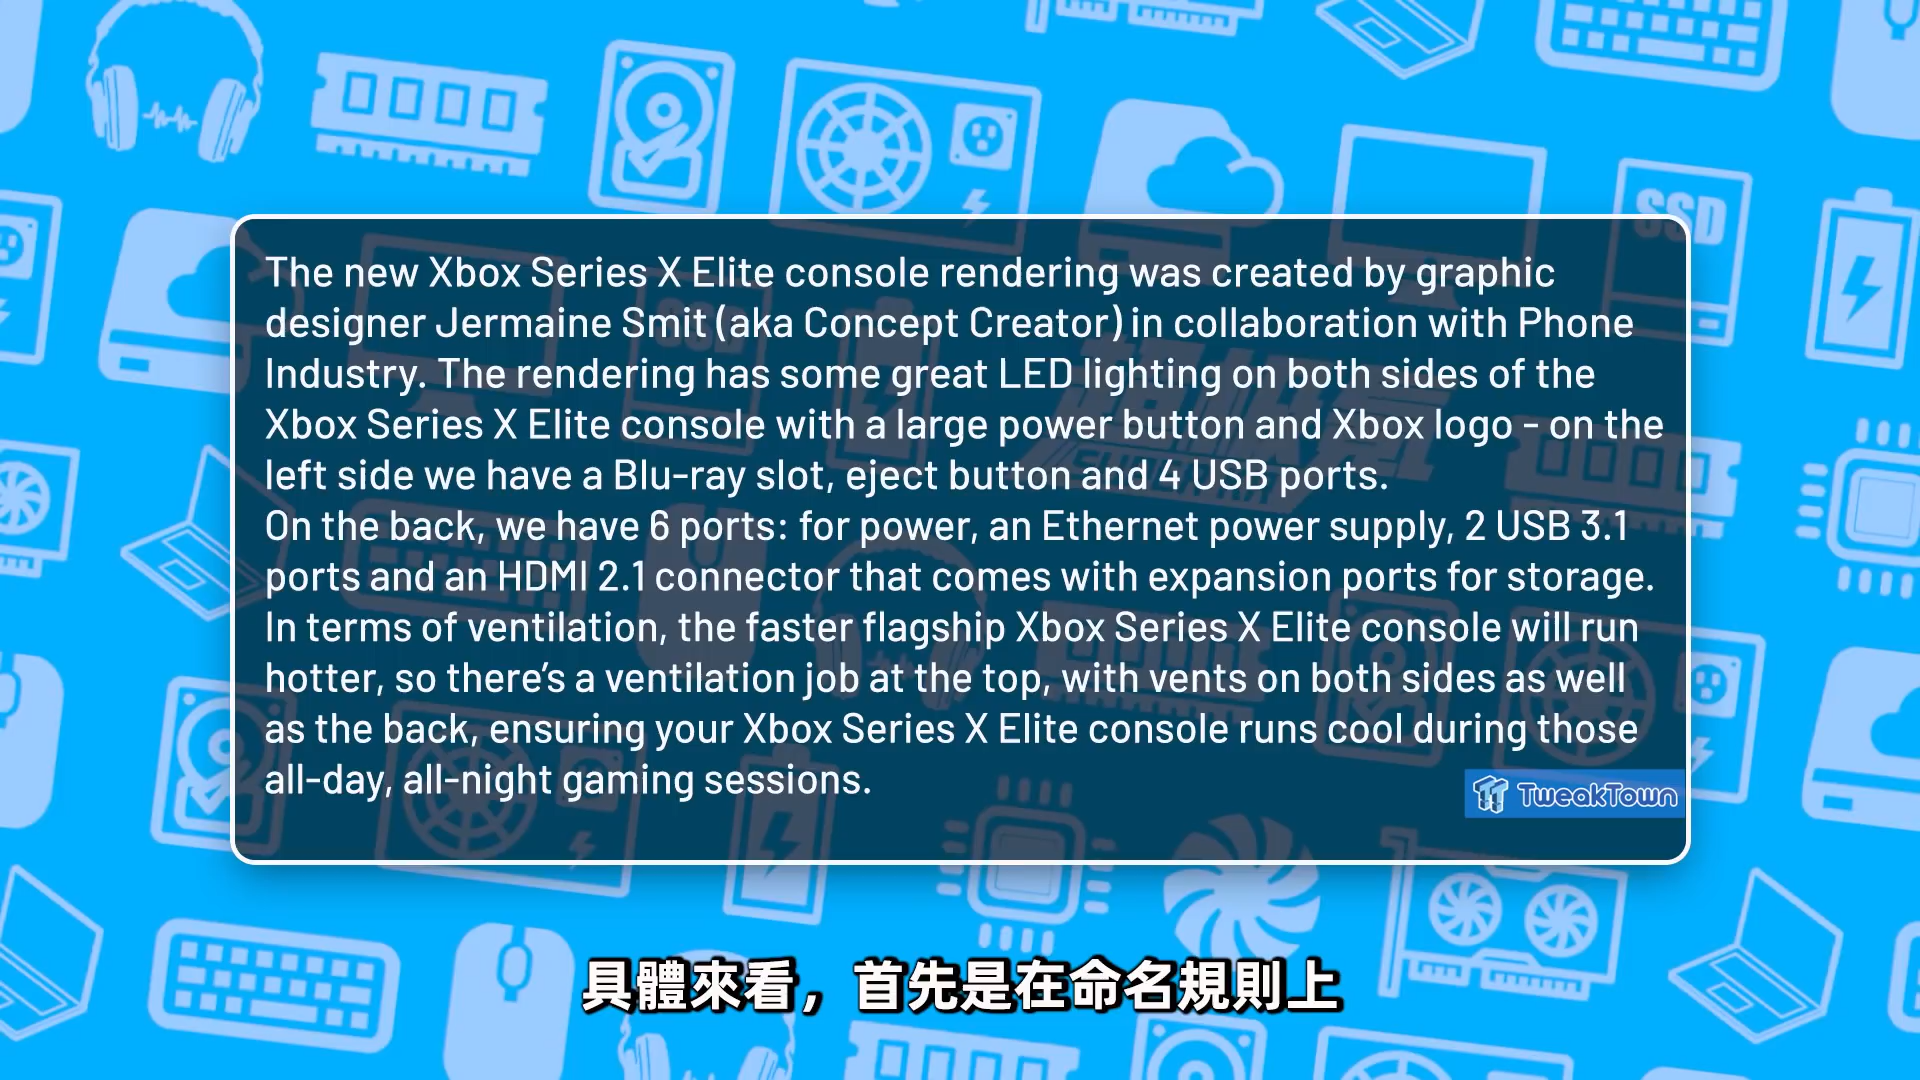 SSD
The new Xbox Series X Elite console rendering was created by graphic
designer Jermaine Smit (aka Concept Creator) in collaboration with Phone
Industry. The rendering has some great LED lighting on both sides of the
Xbox Series X Elite console with a large power button and Xbox logo - on the
left side we have a Blu-ray slot, eject button and 4 USB ports.
On the back, we have 6 ports: for power, an Ethernet power supply, 2 USB 3.1
ports and an HDMI 2.1 connector that comes with expansion ports for storage.
In terms of ventilation, the faster flagship Xbox Series X Elite console will run
hotter, so there’s a ventilation job at the top, with vents on both sides as well
as the back, ensuring your Xbox Series X Elite console runs cool during those
all-day, all-night gaming sessions.
TweakTown
具體來看，首先是在命名規則上